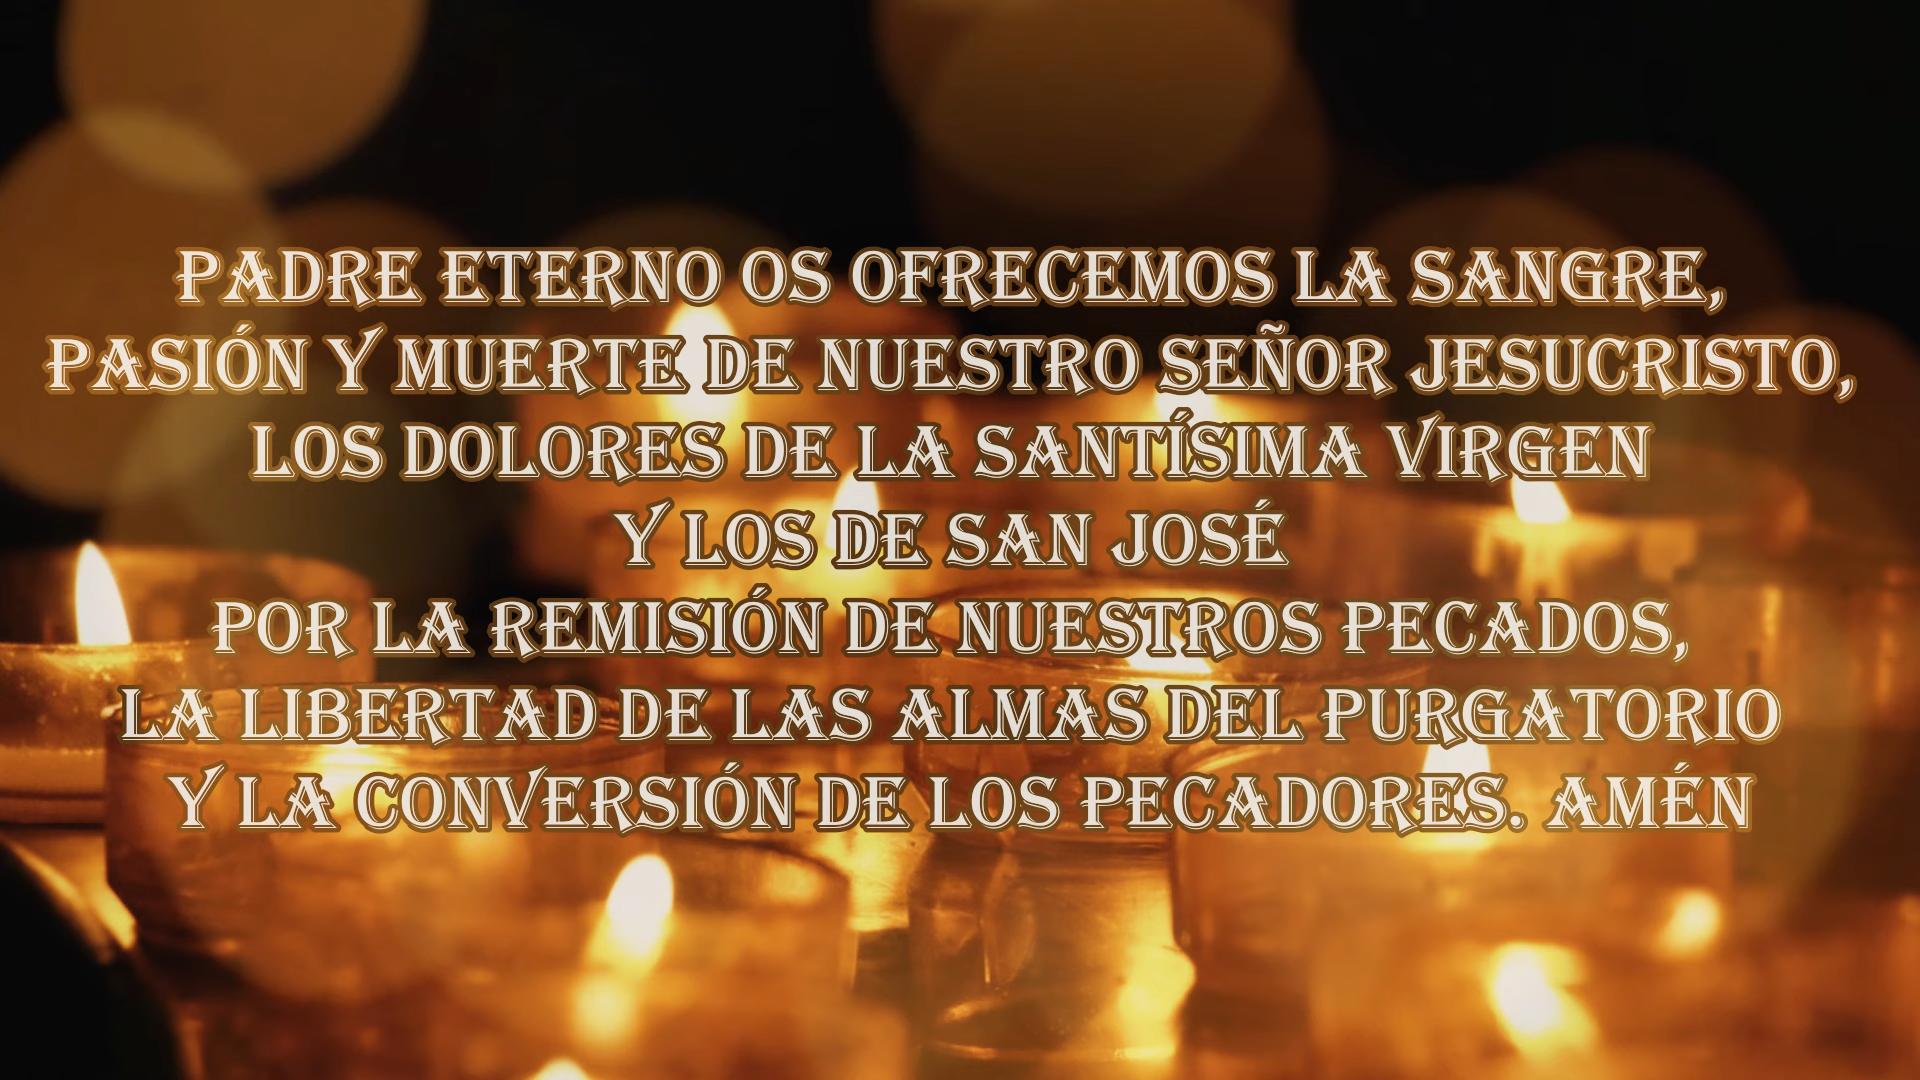 PADRE ETERNO OS OFRECEMOS LA SANGRE,
PASIÓN Y MUERTE DE NUESTRO SEÑOR JESUCRISTO,
LOS DOLORES DE LA SANTÍSIMA VIRGEN
Y LOS DE SAN JOSÉ
POR LA REMISIÓN DE NUESTROS PECADOS,
LA LIBERTAD DE LAS ALMAS DEL PURGATORIO
Y LA CONVERSIÓN DE LOS PECADORES. AMÉN